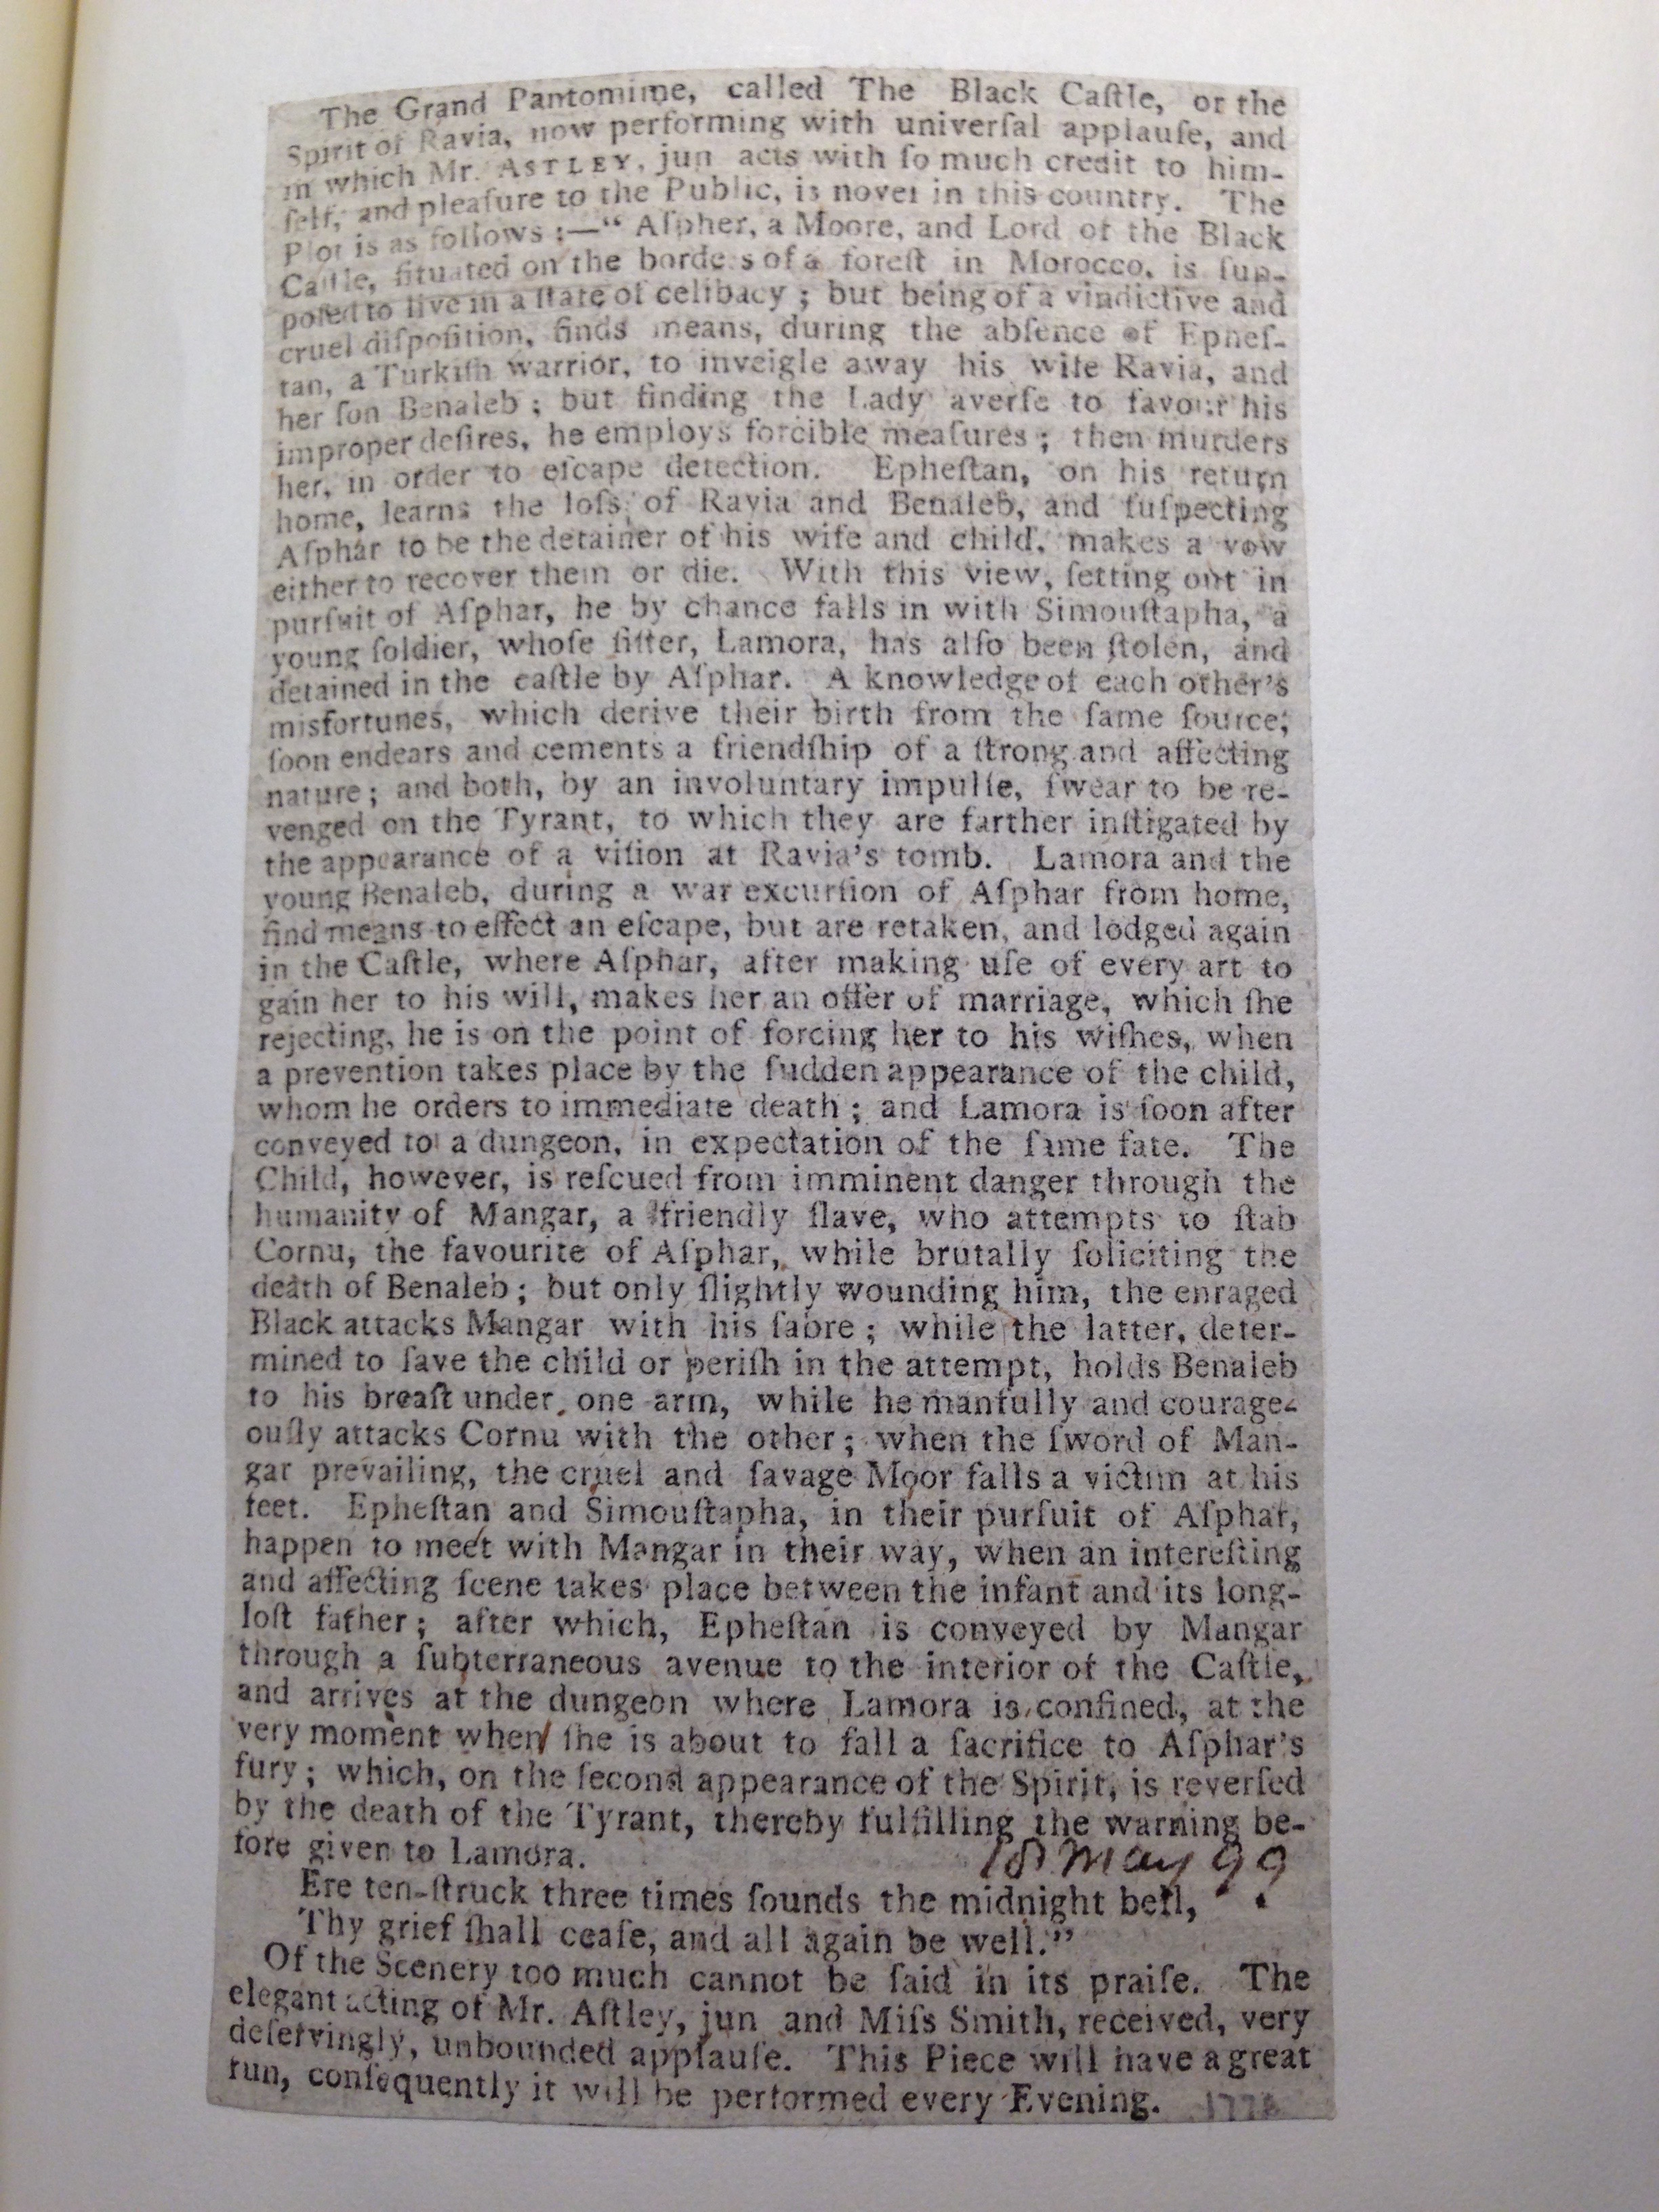 The Grand Pantomime, called The Black Caſtle, or the
Spirit of Ravia, now performing with univerſal applauſe, and
in which Mr. ASTLEY, jun acts with ſo much credit to him-
ſelf, and pleaſure to the Public, is novel in this country. The
Plot is as follows :—“ Aſpher, a Moore, and Lord of the Black
Caſtle, ſituated on the borders of a foreſt in Morocco, is ſup-
poſed to live in a ſtate of celibacy ; but being of a vindictive and
cruel diſpoſition, finds means, during the abſence of Epheſ-
tan, a Turkiſh warrior, to inveigle away his wife Ravia, and
her ſon Benaleb ; but finding the Lady averſe to favour his
improper deſires, he employs forcible meaſures ; then murders
her, in order to eſcape detection. Epheſtan, on his return
home, learns the loſs of Ravia and Benaleb, and ſuſpecting
Aſphar to be the detainer of his wife and child, makes a vow
either to recover them or die. With this view, ſetting out in
purſuit of Aſphar, he by chance falls in with Simouſtapha, a
young ſoldier, whoſe ſiſter, Lamora, has alſo been ſtolen, and
detained in the caſtle by Aſphar. A knowledge of each other's
misfortunes, which derive their birth from the ſame ſource,
ſoon endears and cements a friendſhip of a ſtrong and affecting
nature ; and both, by an involuntary impulſe, ſwear to be re-
venged on the Tyrant, to which they are farther inſtigated by
the appearance of a viſion at Ravia's tomb. Lamora and the
young Benaleb, during a war excurſion of Aſphar from home,
find means to effect an eſcape, but are retaken, and lodged again
in the Caſtle, where Aſphar, after making uſe of every art to
gain her to his will, makes her an offer of marriage, which ſhe
rejecting, he is on the point of forcing her to his wiſhes, when
a prevention takes place by the ſudden appearance of the child,
whom he orders to immediate death ; and Lamora is ſoon after
conveyed to a dungeon, in expectation of the ſame fate. The
Child, however, is reſcued from imminent danger through the
humanity of Mangar, a friendly ſlave, who attempts to ſtab
Cornu, the favourite of Aſphar, while brutally ſoliciting the
death of Benaleb ; but only ſlightly wounding him, the enraged
Black attacks Mangar with his ſabre ; while the latter, deter-
mined to ſave the child or periſh in the attempt, holds Benaleb
to his breaſt under one arm, while he manfully and courage-
ouſly attacks Cornu with the other ; when the ſword of Man-
gar prevailing, the cruel and ſavage Moor falls a victim at his
feet. Epheſtan and Simouſtapha, in their purſuit of Aſphar,
happen to meet with Mangar in their way, when an intereſting
and affecting ſcene takes place between the infant and its long-
loſt father ; after which, Epheſtan is conveyed by Mangar
through a ſubterraneous avenue to the interior of the Caſtle,
and arrives at the dungeon where Lamora is confined, at the
very moment when ſhe is about to fall a ſacrifice to Aſphar's
fury ; which, on the ſecond appearance of the Spirit, is reverſed
by the death of the Tyrant, thereby fulfilling the warning be-
fore given to Lamora.
18 May 99
Ere ten-ſtruck three times ſounds the midnight bell,
Thy grief ſhall ceaſe, and all again be well.”
Of the Scenery too much cannot be ſaid in its praiſe. The
elegant acting of Mr. Aſtley, jun and Miſs Smith, received, very
deſervingly, unbounded applauſe. This Piece will have a great
run, conſequently it will be performed every Evening.